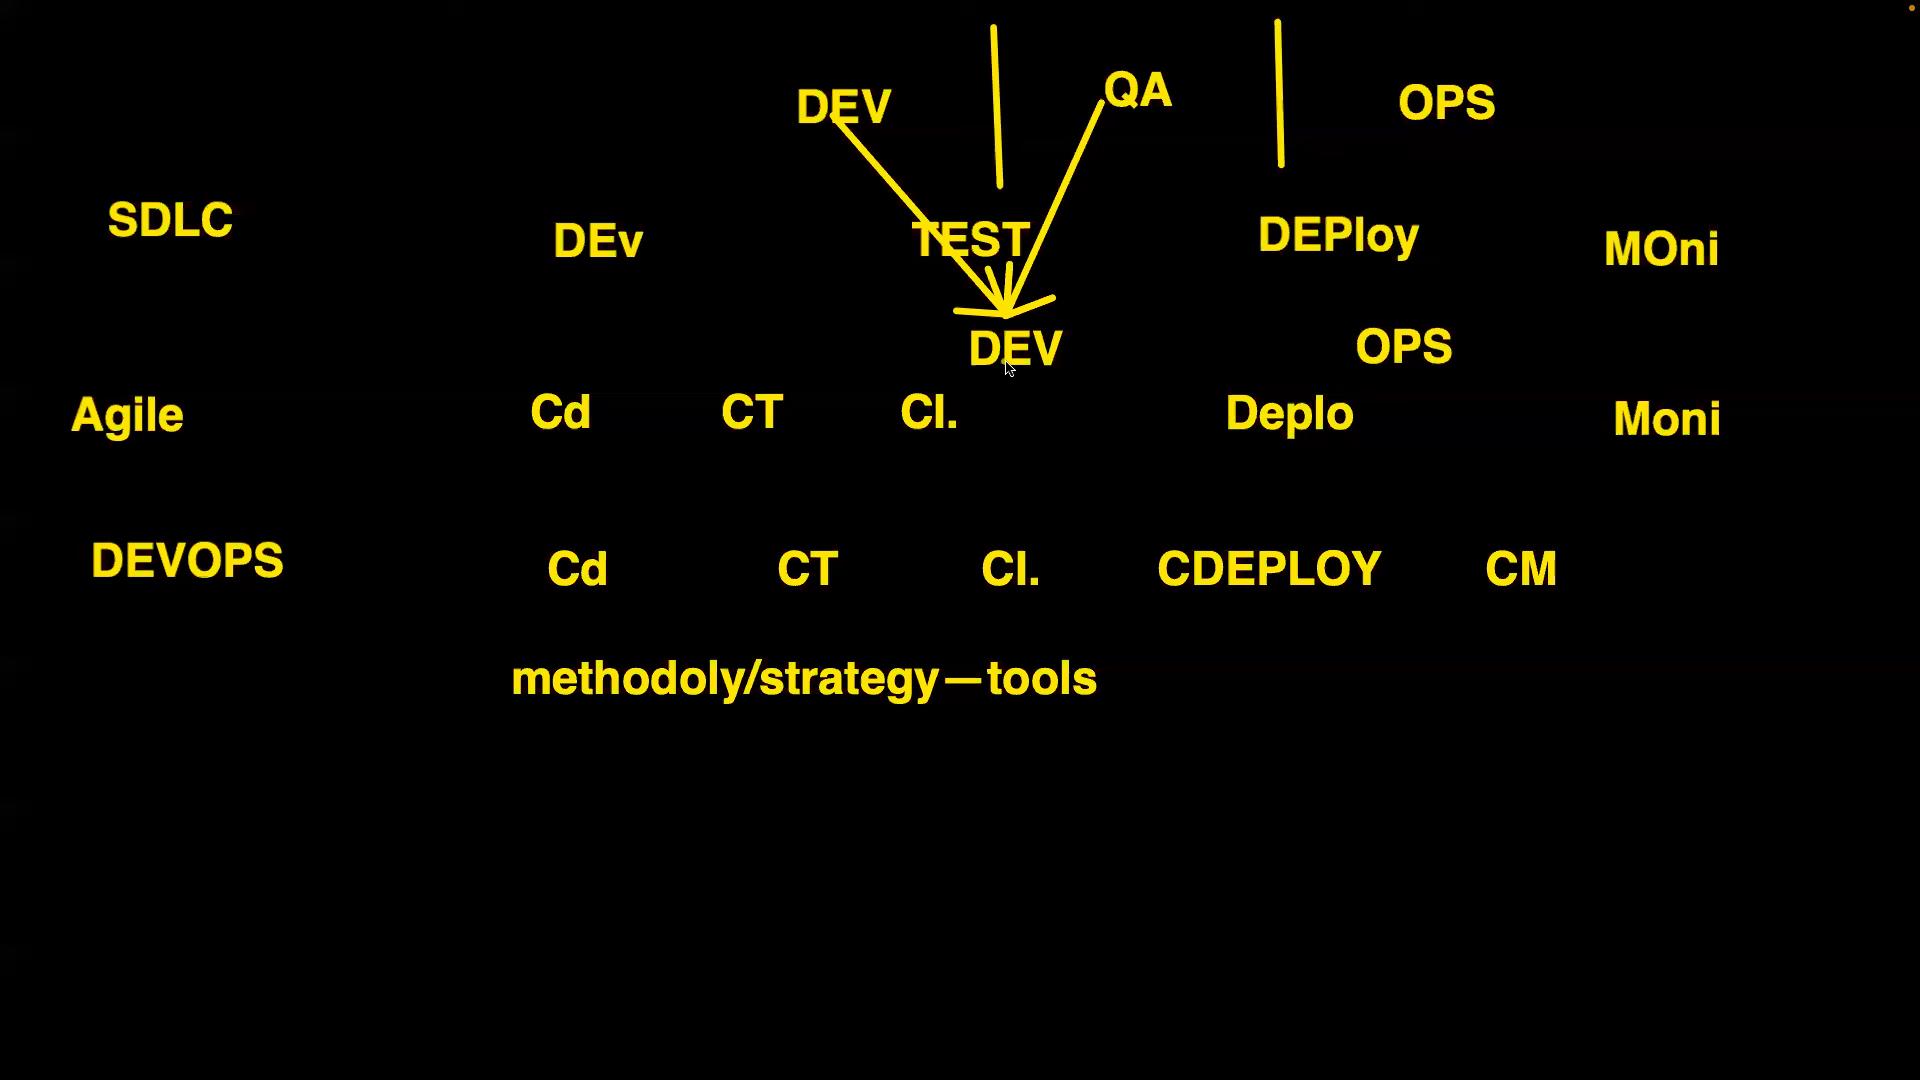 DEV QA OPS
SDLC DEv TEST DEPloy MOni
DEV OPS
Agile Cd CT CI. Deplo Moni
DEVOPS Cd CT CI. CDEPLOY CM
methodoly/strategy—tools